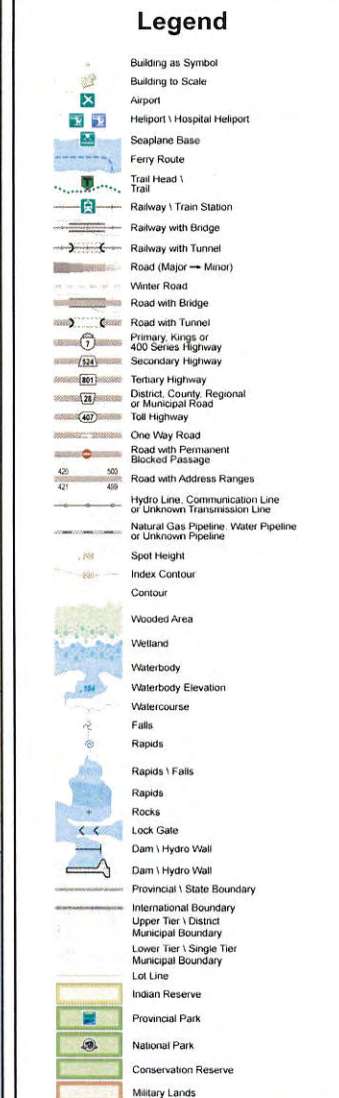 Legend
Building as Symbol
Building to Scale
Airport
Heliport \ Hospital Heliport
Seaplane Base
Ferry Route
Trail Head \
Trail
Railway \ Train Station
Railway with Bridge
Railway with Tunnel
Road (Major → Minor)
Winter Road
Road with Bridge
Road with Tunnel
7
Primary, Kings or
400 Series Highway
524
Secondary Highway
801
Tertiary Highway
28
District, County, Regional
or Municipal Road
407
Toll Highway
One Way Road
Road with Permanent
Blocked Passage
Road with Address Ranges
421
Hydro Line, Communication Line
or Unknown Transmission Line
Natural Gas Pipeline, Water Pipeline
or Unknown Pipeline
Spot Height
Index Contour
Contour
Wooded Area
Wetland
Waterbody
Waterbody Elevation
Watercourse
Falls
Rapids
Rapids \ Falls
Rapids
Rocks
Lock Gate
Dam \ Hydro Wall
Dam \ Hydro Wall
Provincial \ State Boundary
International Boundary
Upper Tier \ District
Municipal Boundary
Lower Tier \ Single Tier
Municipal Boundary
Lot Line
Indian Reserve
Provincial Park
National Park
Conservation Reserve
Military Lands